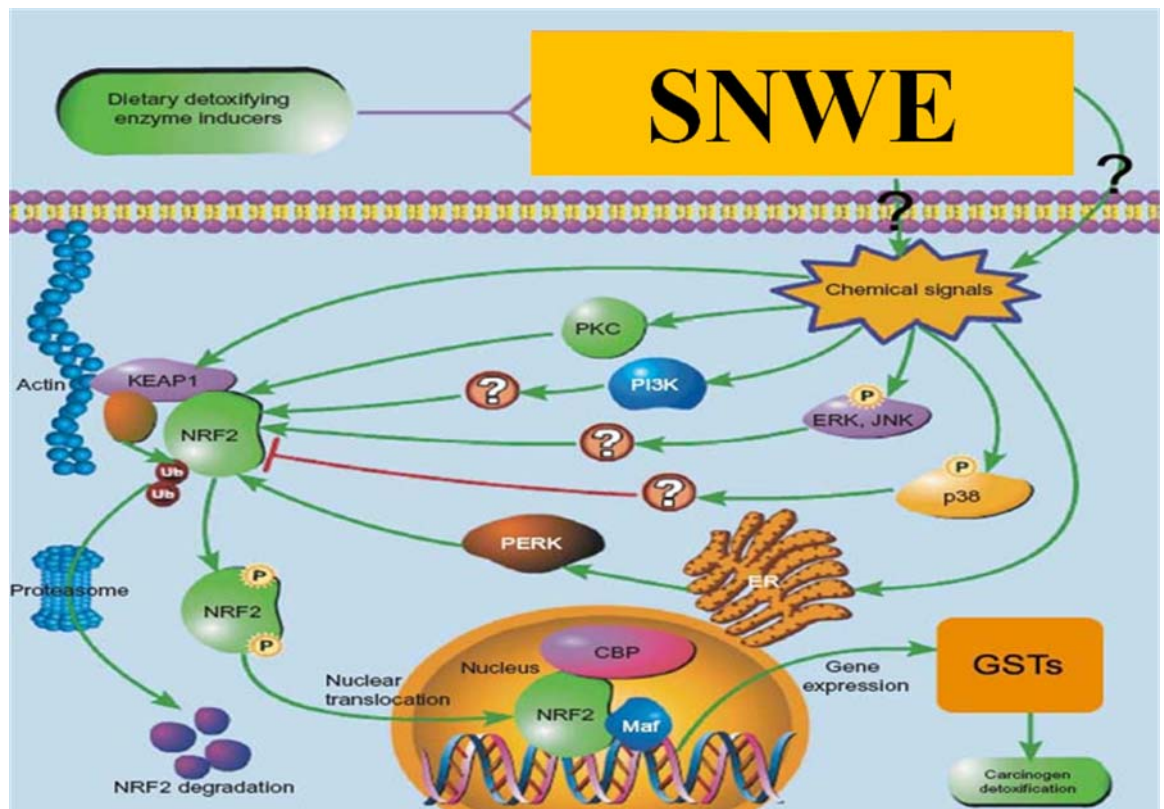 Dietary detoxifying
enzyme inducers
SNWE
?
?
Chemical signals
PKC
KEAP1
Actin
PI3K
?
P
ERK, JNK
NRF2
?
Ub
Ub
P
p38
?
PERK
ER
Proteasome
P
NRF2
P
CBP
Nucleus
Nuclear
translocation
NRF2
Maf
Gene
expression
GSTs
NRF2 degradation
Carcinogen
detoxification